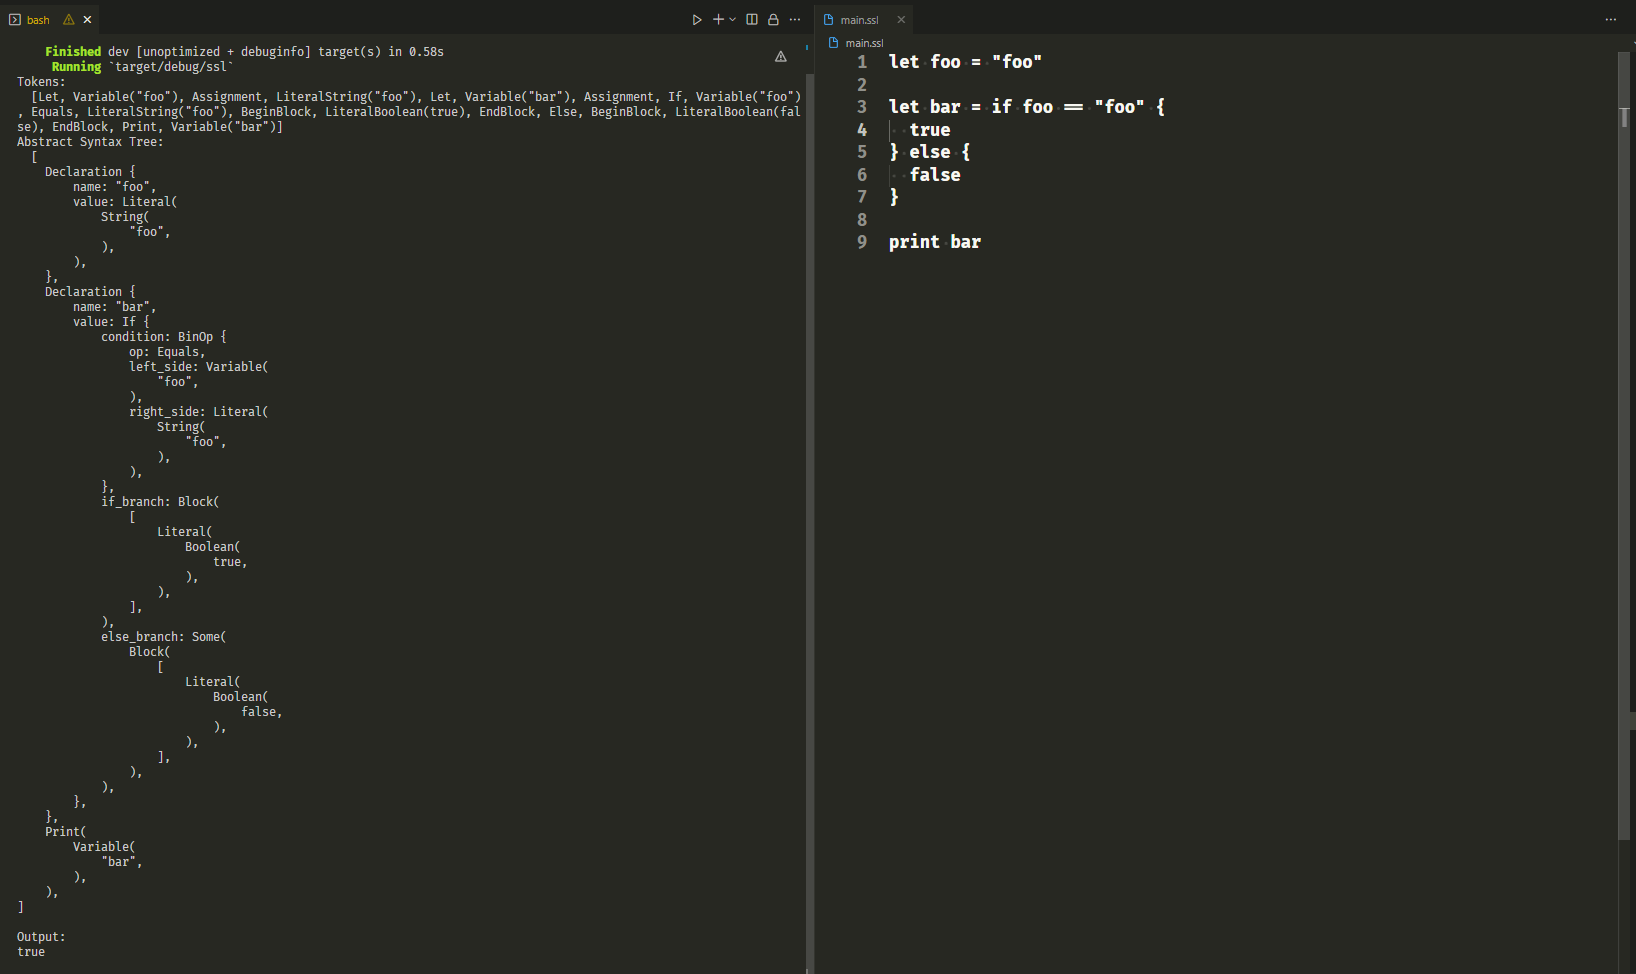 bash
    Finished dev [unoptimized + debuginfo] target(s) in 0.58s
     Running `target/debug/ssl`
Tokens:
  [Let, Variable("foo"), Assignment, LiteralString("foo"), Let, Variable("bar"), Assignment, If, Variable("foo")
, Equals, LiteralString("foo"), BeginBlock, LiteralBoolean(true), EndBlock, Else, BeginBlock, LiteralBoolean(fal
se), EndBlock, Print, Variable("bar")]
Abstract Syntax Tree:
  [
    Declaration {
        name: "foo",
        value: Literal(
            String(
                "foo",
            ),
        ),
    },
    Declaration {
        name: "bar",
        value: If {
            condition: BinOp {
                op: Equals,
                left_side: Variable(
                    "foo",
                ),
                right_side: Literal(
                    String(
                        "foo",
                    ),
                ),
            },
            if_branch: Block(
                [
                    Literal(
                        Boolean(
                            true,
                        ),
                    ),
                ],
            ),
            else_branch: Some(
                Block(
                    [
                        Literal(
                            Boolean(
                                false,
                            ),
                        ),
                    ],
                ),
            ),
        },
    },
    Print(
        Variable(
            "bar",
        ),
    ),
]

Output:
true
main.ssl
main.ssl
1 let foo = "foo"
2
3 let bar = if foo == "foo" {
4   true
5 } else {
6   false
7 }
8
9 print bar